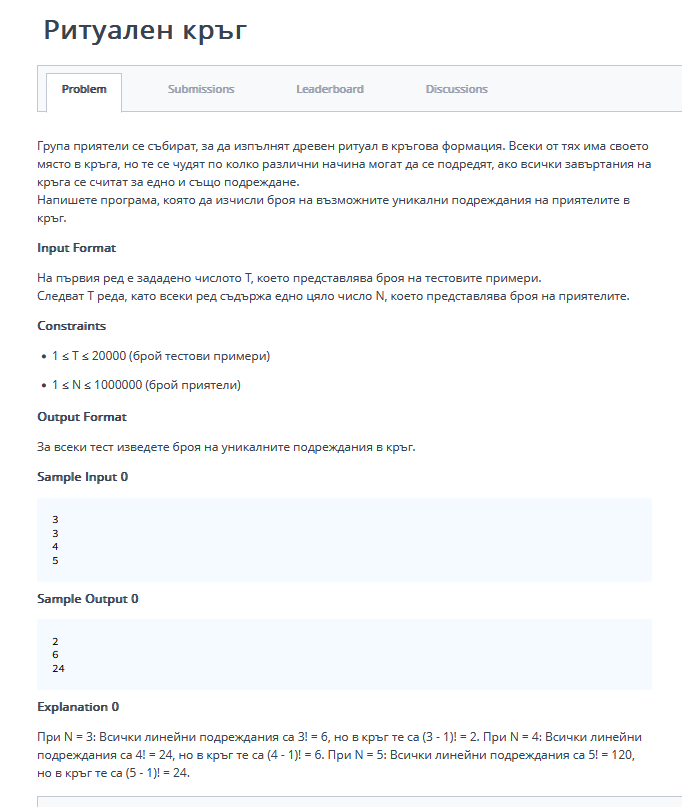 Ритуален кръг
Problem
Submissions
Leaderboard
Discussions
Група приятели се събират, за да изпълнят древен ритуал в кръгова формация. Всеки от тях има своето
място в кръга, но те се чудят по колко различни начина могат да се подредят, ако всички завъртания на
кръга се считат за едно и също подреждане.
Напишете програма, която да изчисли броя на възможните уникални подреждания на приятелите в
кръг.
Input Format
На първия ред е зададено числото T, което представлява броя на тестовите примери.
Следват T реда, като всеки ред съдържа едно цяло число N, което представлява броя на приятелите.
Constraints
• 1 ≤ T ≤ 20000 (брой тестови примери)
• 1 ≤ N ≤ 1000000 (брой приятели)
Output Format
За всеки тест изведете броя на уникалните подреждания в кръг.
Sample Input 0
3
3
4
5
Sample Output 0
2
6
24
Explanation 0
При N = 3: Всички линейни подреждания са 3! = 6, но в кръг те са (3 - 1)! = 2. При N = 4: Всички линейни
подреждания са 4! = 24, но в кръг те са (4 - 1)! = 6. При N = 5: Всички линейни подреждания са 5! = 120,
но в кръг те са (5 - 1)! = 24.